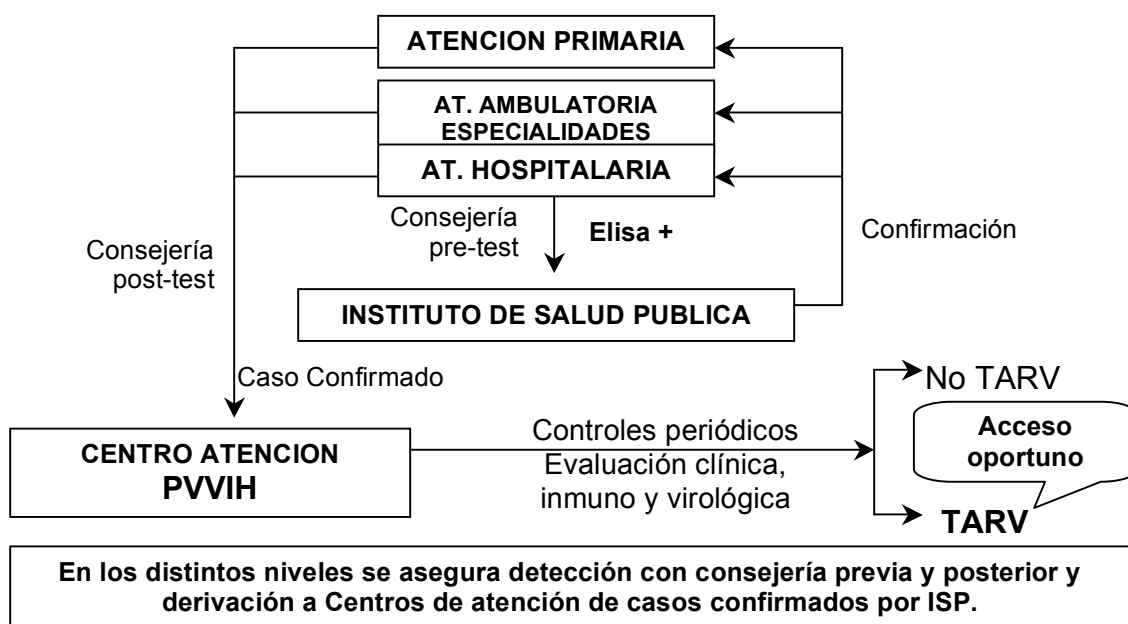 ATENCION PRIMARIA
AT. AMBULATORIA
ESPECIALIDADES
AT. HOSPITALARIA
Consejería
pre-test
Elisa +
Confirmación
Consejería
post-test
INSTITUTO DE SALUD PUBLICA
Caso Confirmado
No TARV
Acceso
oportuno
CENTRO ATENCION
PVVIH
Controles periódicos
Evaluación clínica,
inmuno y virológica
TARV
En los distintos niveles se asegura detección con consejería previa y posterior y
derivación a Centros de atención de casos confirmados por ISP.